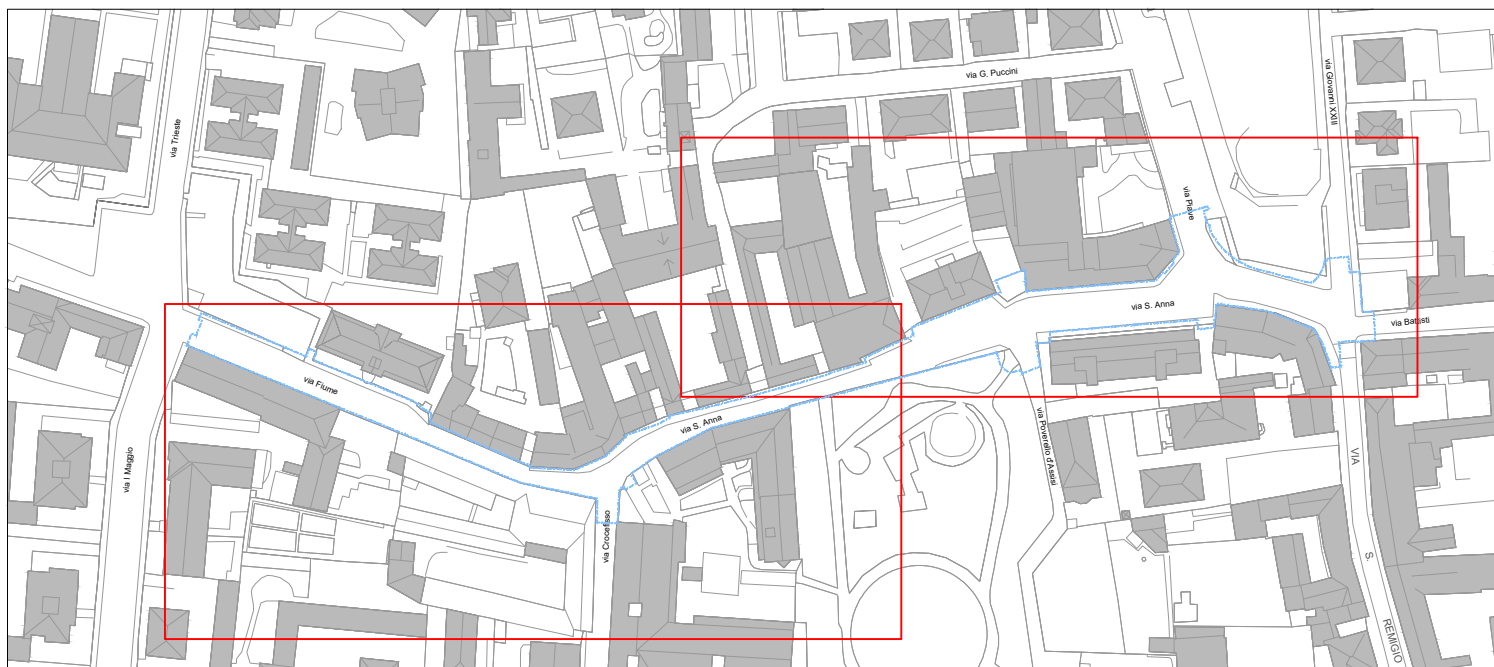 via G. Puccini
via Giovanni XXIII
via Trieste
via Piave
via S. Anna
via Battisti
via Fiume
via S. Anna
via Poverello d'Assisi
via I Maggio
via Crocefisso
VIA
S.
REMIGIO